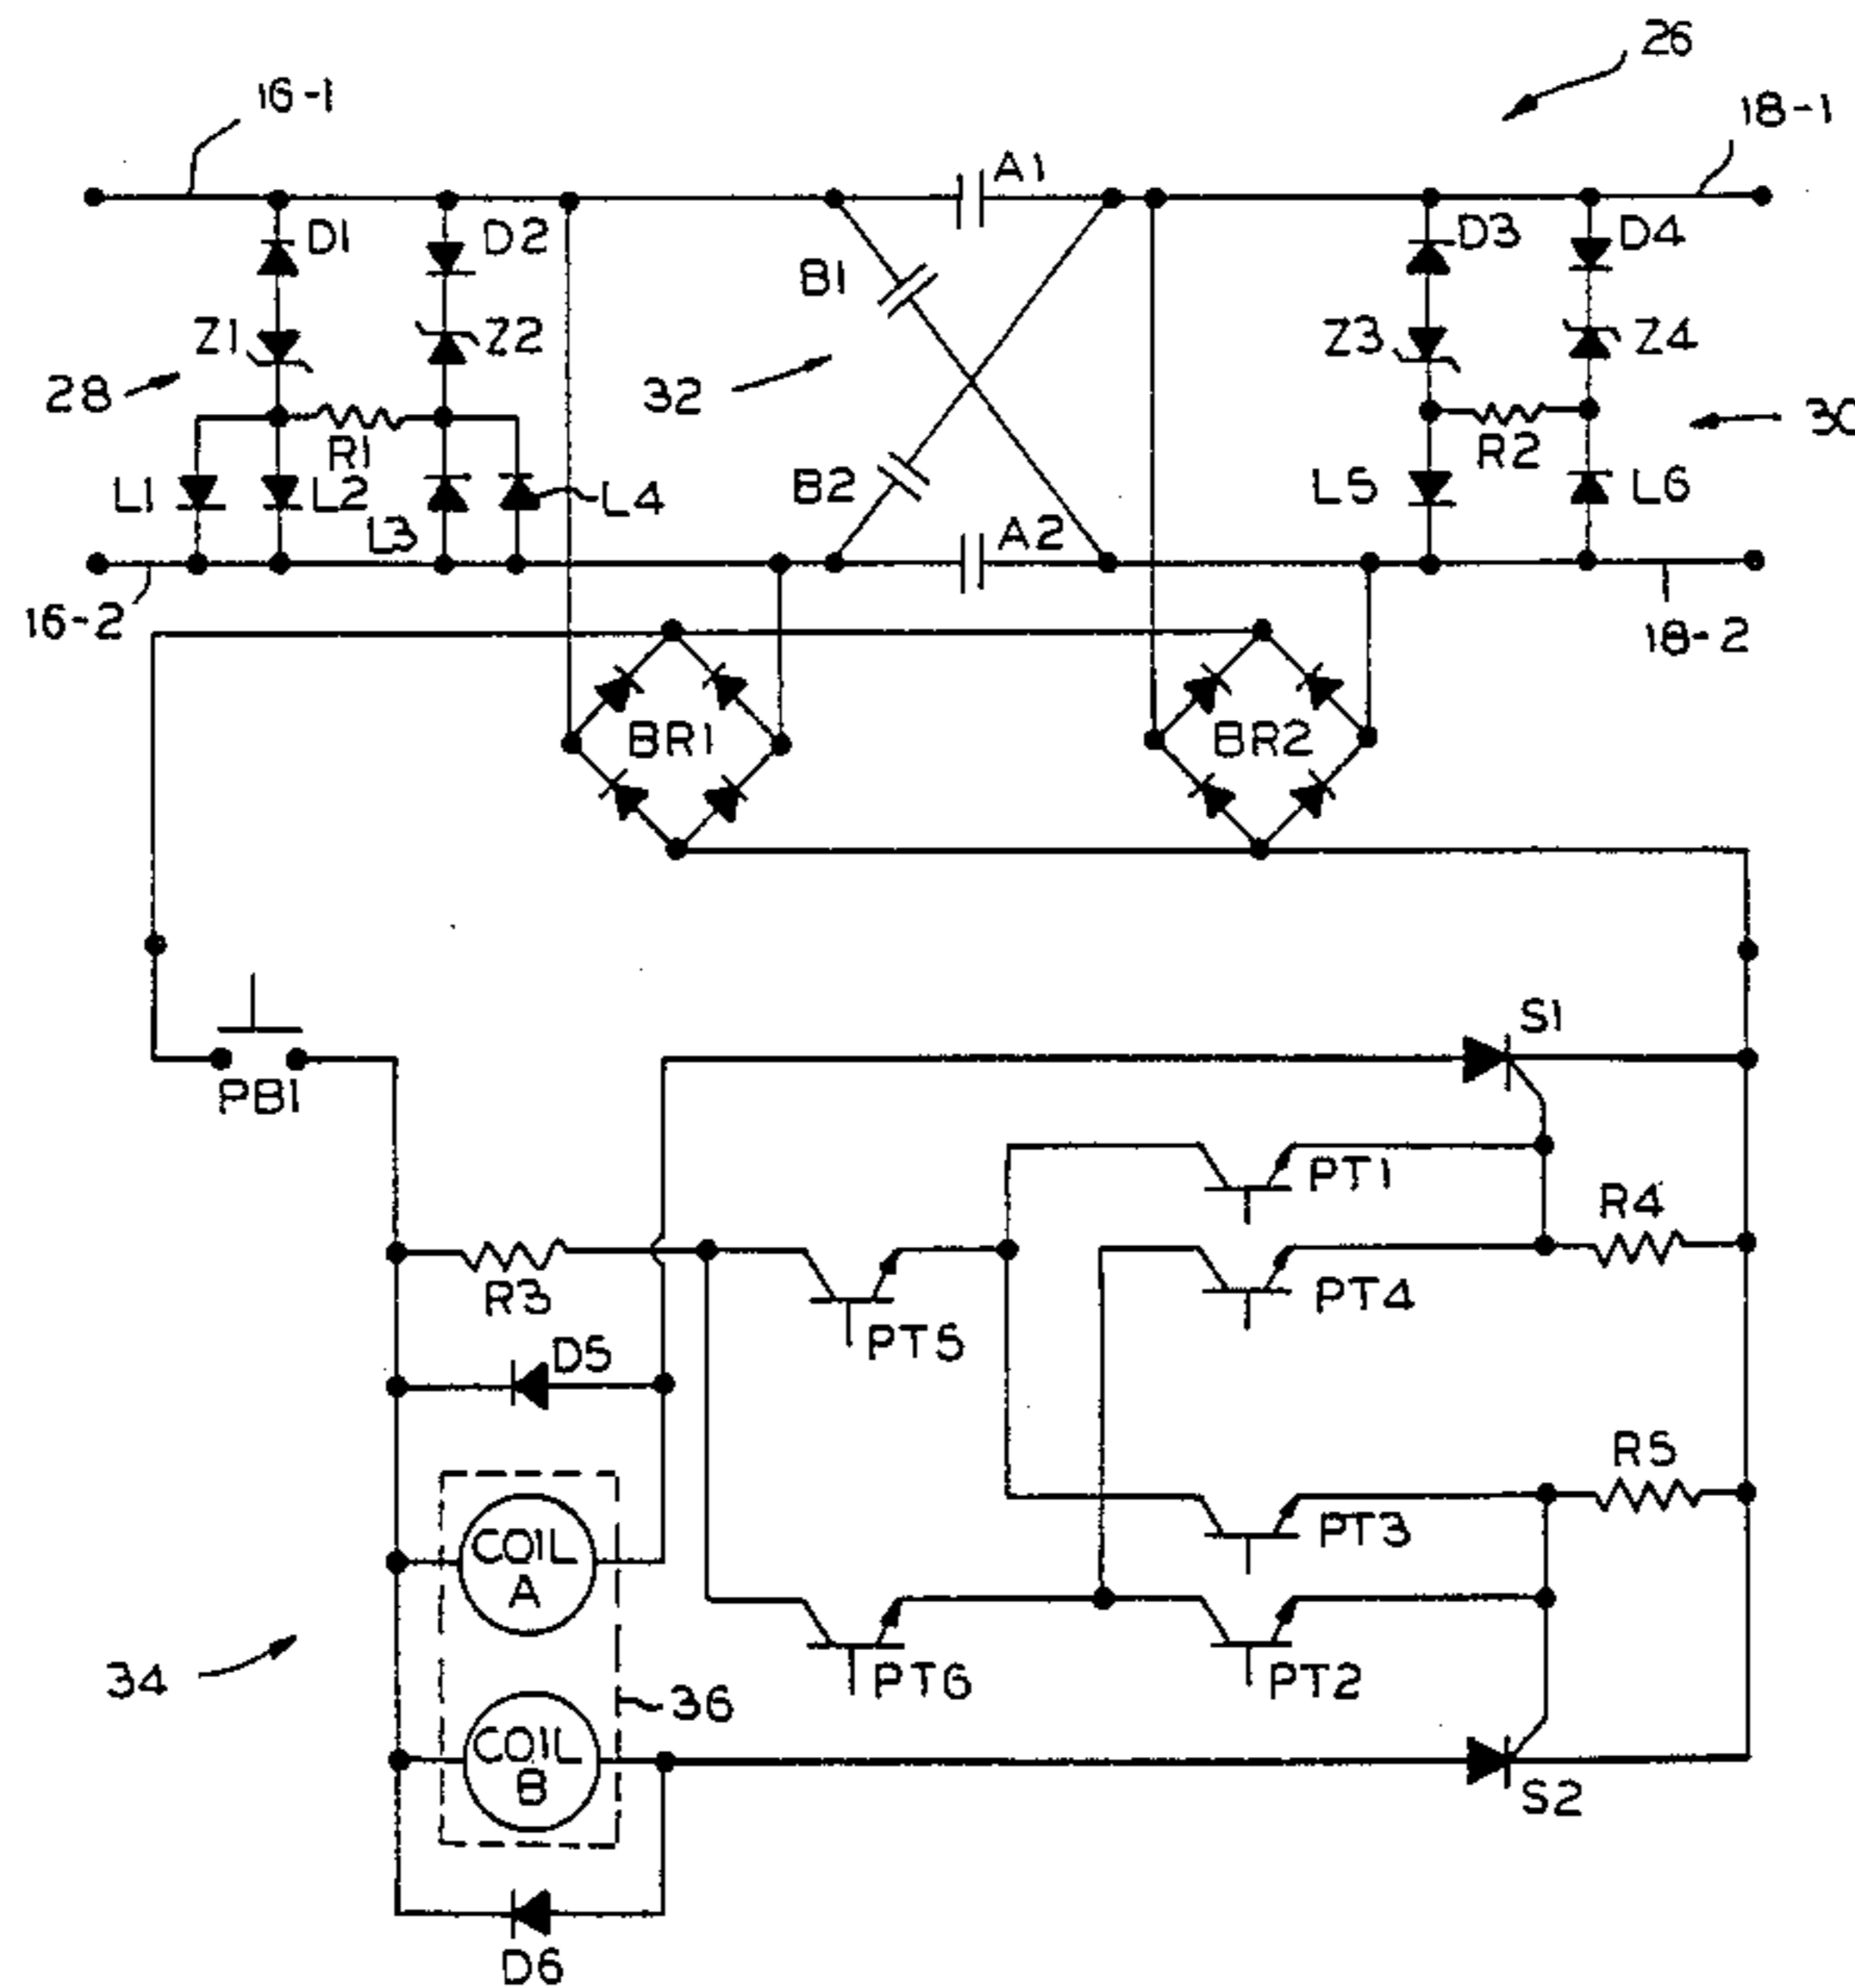 26
16-1
18-1
A1
D1
D2
D3
D4
B1
Z1
Z2
Z3
Z4
28
32
30
R1
R2
B2
L1
L2
L3
L4
L5
L6
A2
16-2
18-2
BR1
BR2
S1
PB1
PT1
R4
R3
PT4
PT5
D5
R5
COIL
A
PT3
34
PT6
PT2
36
COIL
B
S2
D6